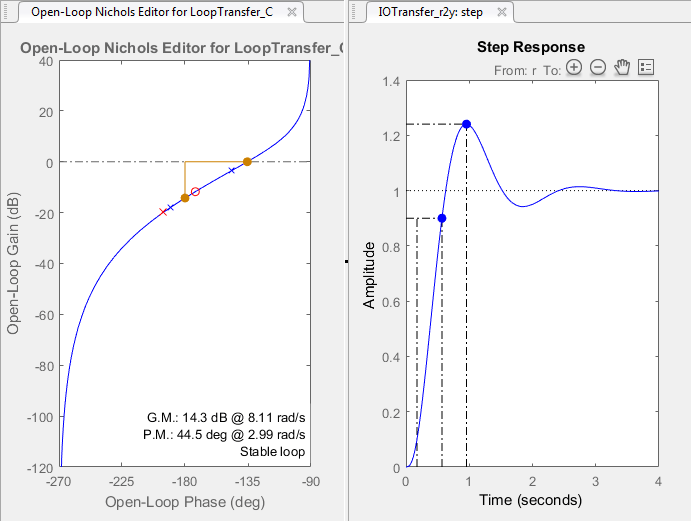 Open-Loop Nichols Editor for LoopTransfer_C
Open-Loop Nichols Editor for LoopTransfer_C
40
20
0
-20
-40
-60
-80
-100
-120
Open-Loop Gain (dB)
G.M.: 14.3 dB @ 8.11 rad/s
P.M.: 44.5 deg @ 2.99 rad/s
Stable loop
-270
-225
-180
-135
-90
Open-Loop Phase (deg)
IOTransfer_r2y: step
Step Response
From: r To:
1.4
1.2
1
0.8
0.6
0.4
0.2
0
Amplitude
0
1
2
3
4
Time (seconds)